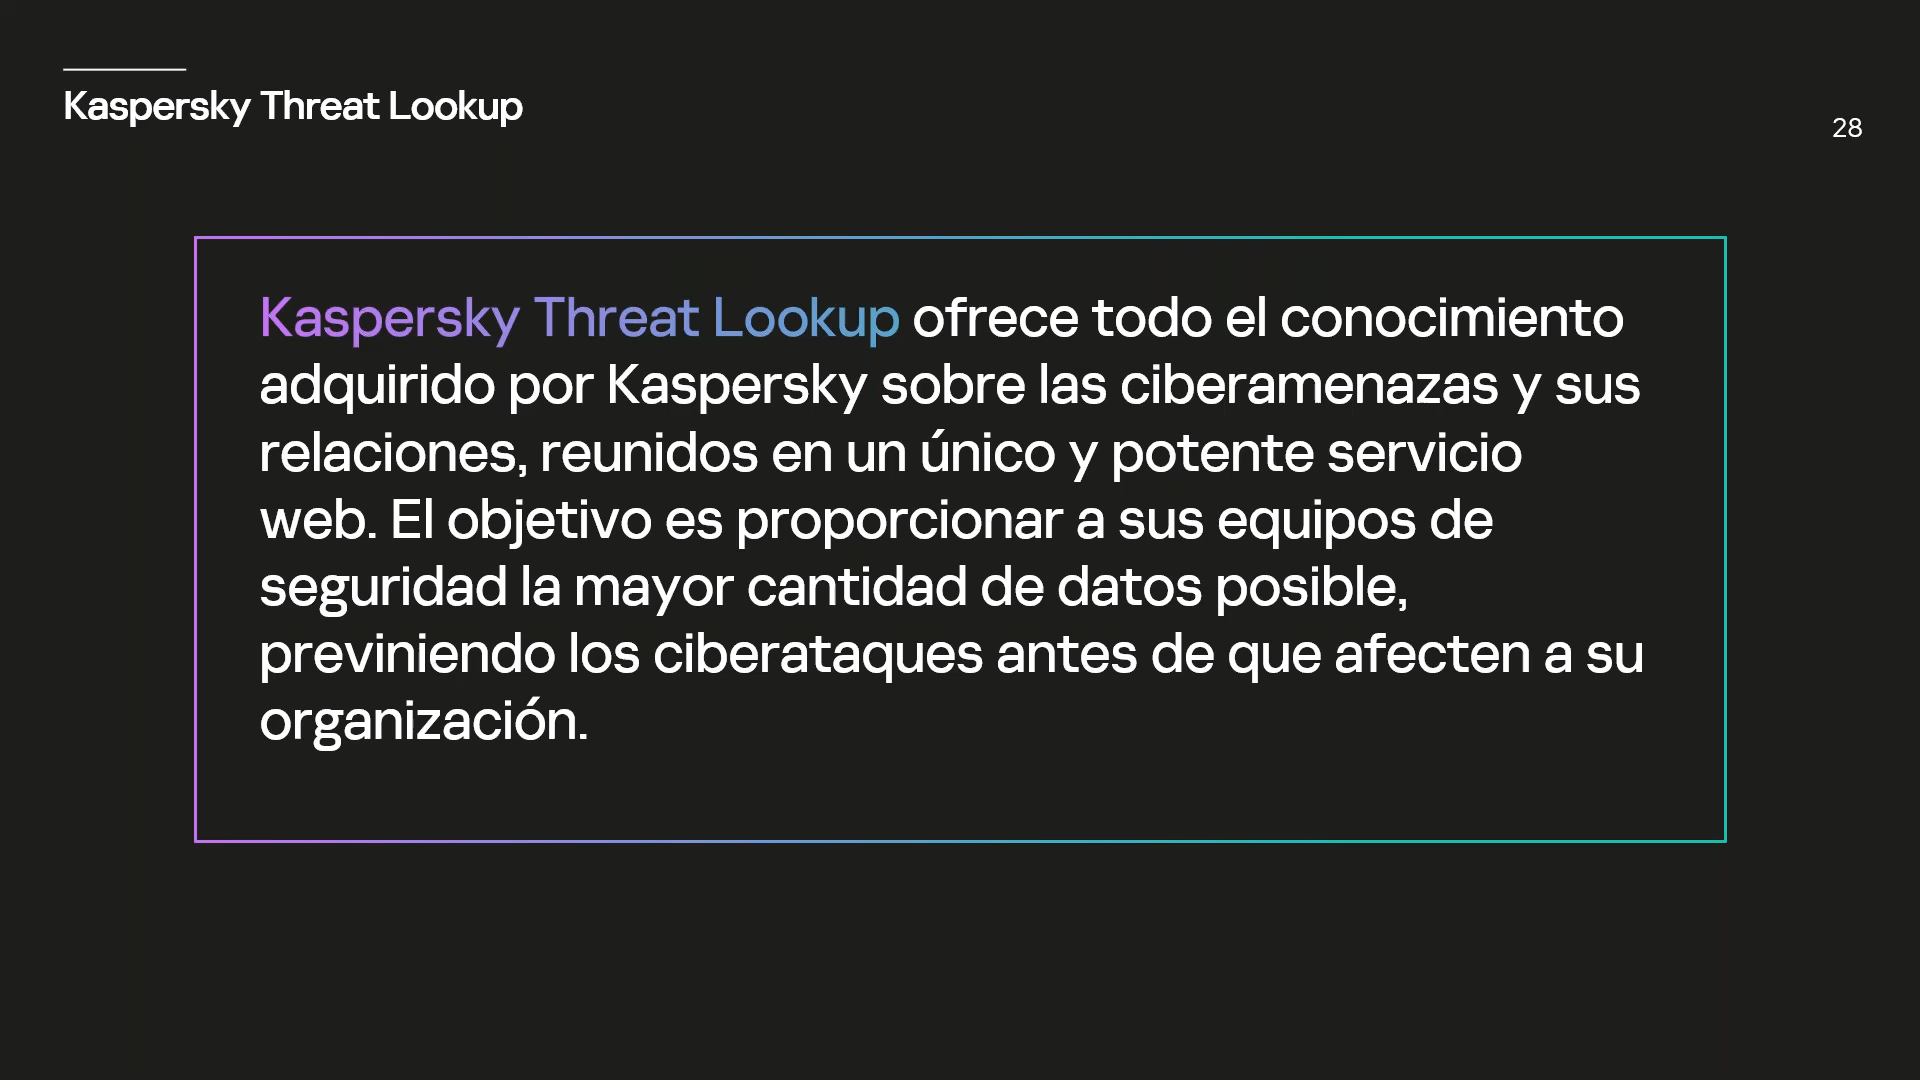 Kaspersky Threat Lookup
28
Kaspersky Threat Lookup ofrece todo el conocimiento
adquirido por Kaspersky sobre las ciberamenazas y sus
relaciones, reunidos en un único y potente servicio
web. El objetivo es proporcionar a sus equipos de
seguridad la mayor cantidad de datos posible,
previniendo los ciberataques antes de que afecten a su
organización.